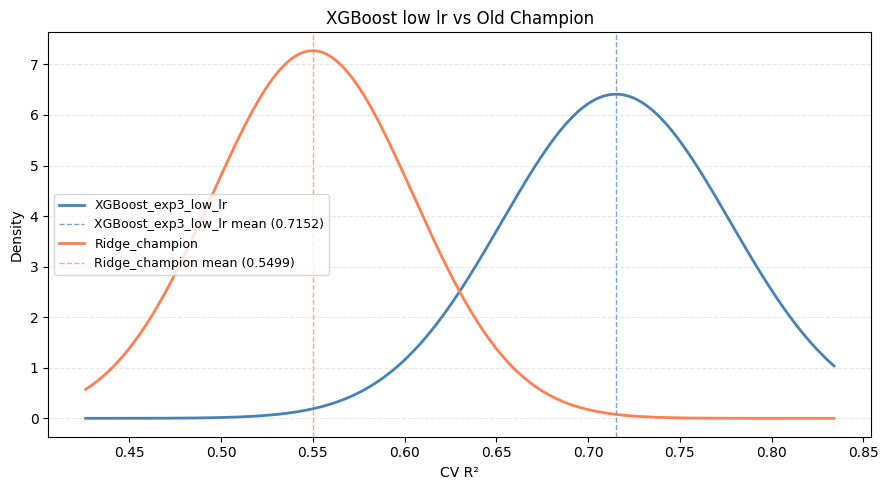 XGBoost low lr vs Old Champion
7
6
5
4
3
2
1
0
Density
XGBoost_exp3_low_lr
XGBoost_exp3_low_lr mean (0.7152)
Ridge_champion
Ridge_champion mean (0.5499)
0.45 0.50 0.55 0.60 0.65 0.70 0.75 0.80 0.85
CV R²